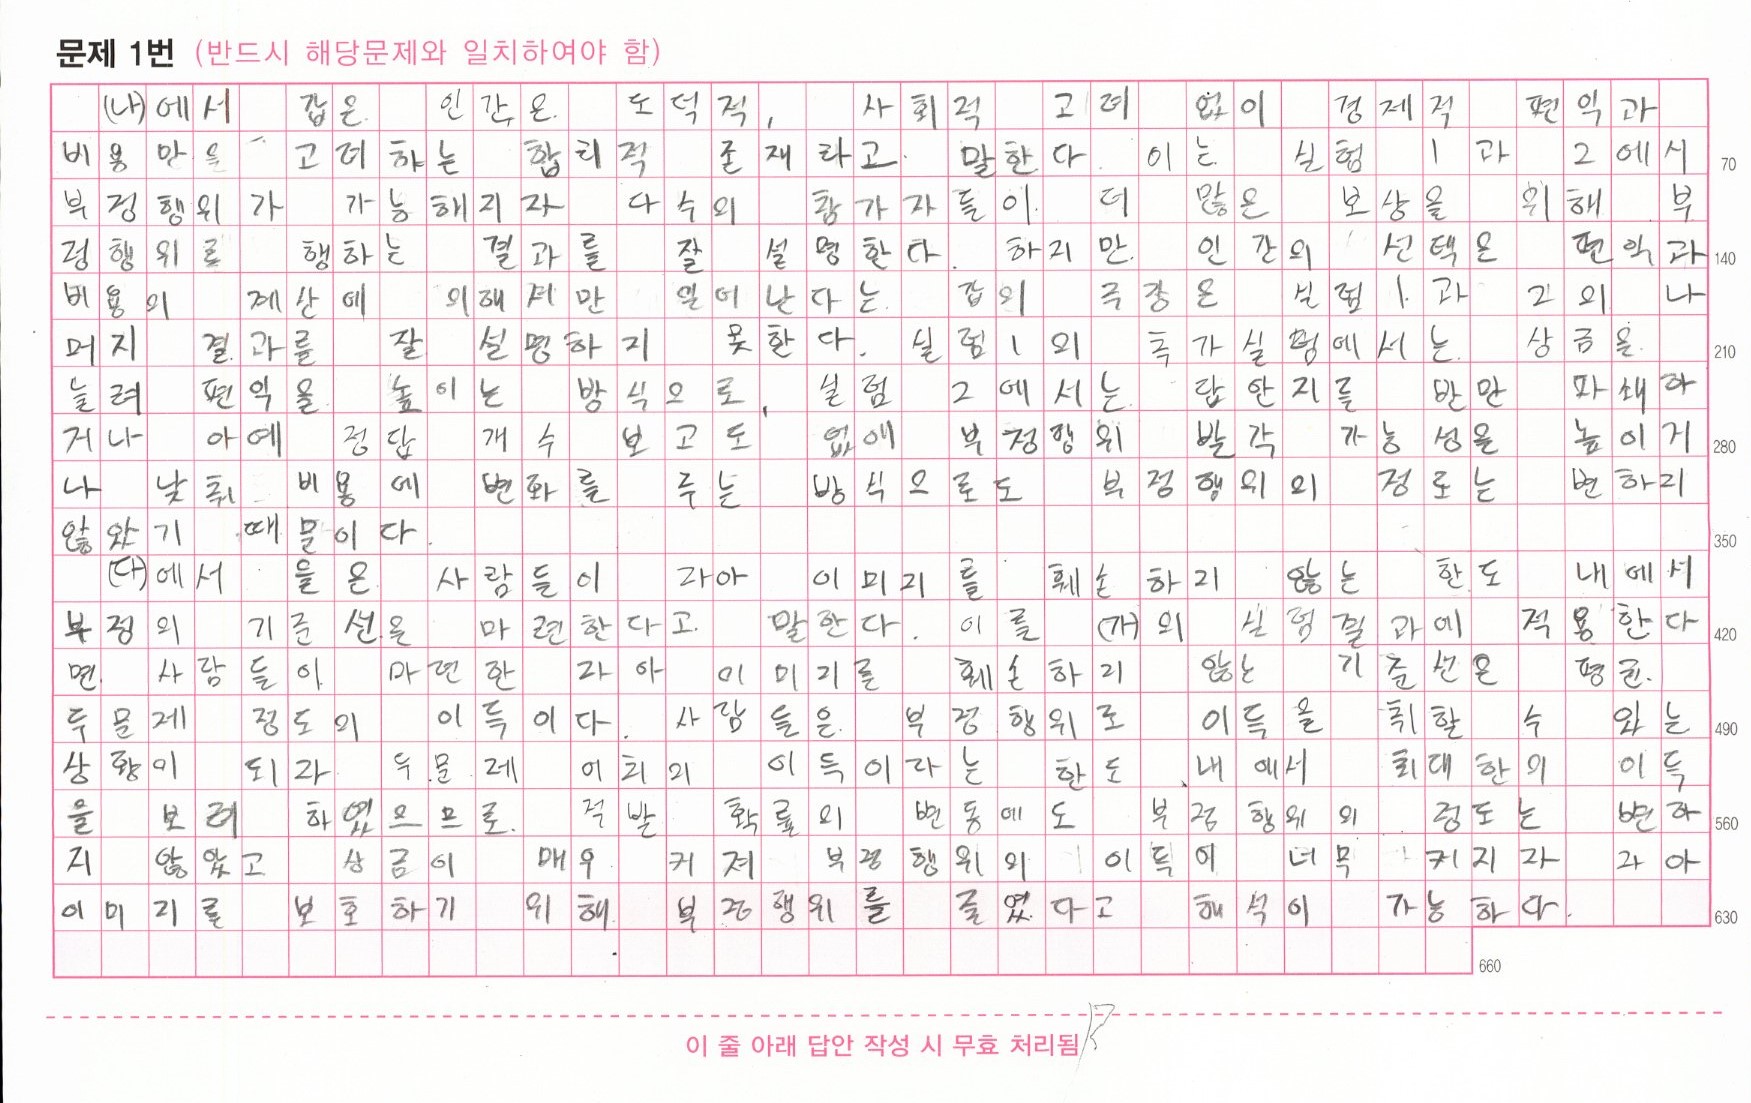 문제 1번 (반드시 해당문제와 일치하여야 함)
(나)에서 갑은 인간은 도덕적, 사회적 고려 없이 경제적 편익과
비용만을 고려하는 합리적 존재라고 말한다. 이는 실험 1과 2에서 70
부정행위가 가능해지자 다수의 참가자들이 더 많은 보상을 위해 부
정행위로 행하는 결과를 잘 설명한다. 하지만 인간의 선택은 편익과 140
비용의 계산에 의해서만 일어난다는 갑의 주장은 실험 1과 2의 나
머지 결과를 잘 설명하지 못한다. 실험 1의 추가실험에서는 상금을 210
늘려 편익을 높이는 방식으로, 실험 2에서는 답안지를 반만 파쇄하
거나 아예 정답 개수 보고도 없애 부정행위 발각 가능성을 높이거 280
나 낮춰 비용에 변화를 주는 방식으로도 부정행위의 정도는 변하지
않았기 때문이다. 350
(다)에서 을은 사람들이 자아 이미지를 훼손하지 않는 한도 내에서
부정의 기준선을 마련한다고 말한다. 이를 (가)의 실험결과에 적용한다 420
면 사람들이 마련한 자아 이미지를 훼손하지 않는 기준선은 평균
두 문제 정도의 이득이다. 사람들은 부정행위로 이득을 취할 수 있는 490
상황이 되자 두 문제 이하의 이득이라는 한도 내에서 최대한의 이득
을 보려 하였으므로 적발 확률의 변동에도 부정행위의 정도는 변하 560
지 않았고 상금이 매우 커져 부정행위의 이득이 너무 커지자 자아
이미지를 보호하기 위해 부정행위를 줄였다고 해석이 가능하다. 630
660
이 줄 아래 답안 작성 시 무효 처리됨